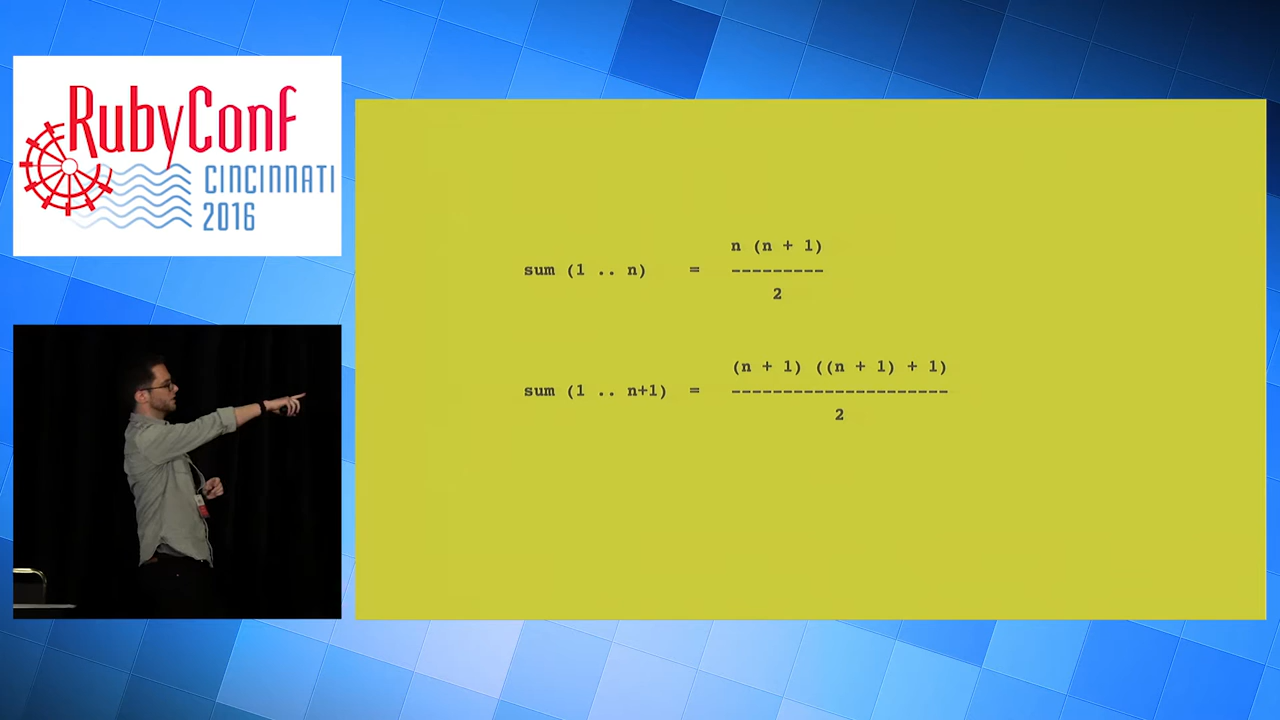 RubyConf
CINCINNATI
2016
n (n + 1)
sum (1 .. n) = ---------
2
(n + 1) ((n + 1) + 1)
sum (1 .. n+1) = ---------------------
2